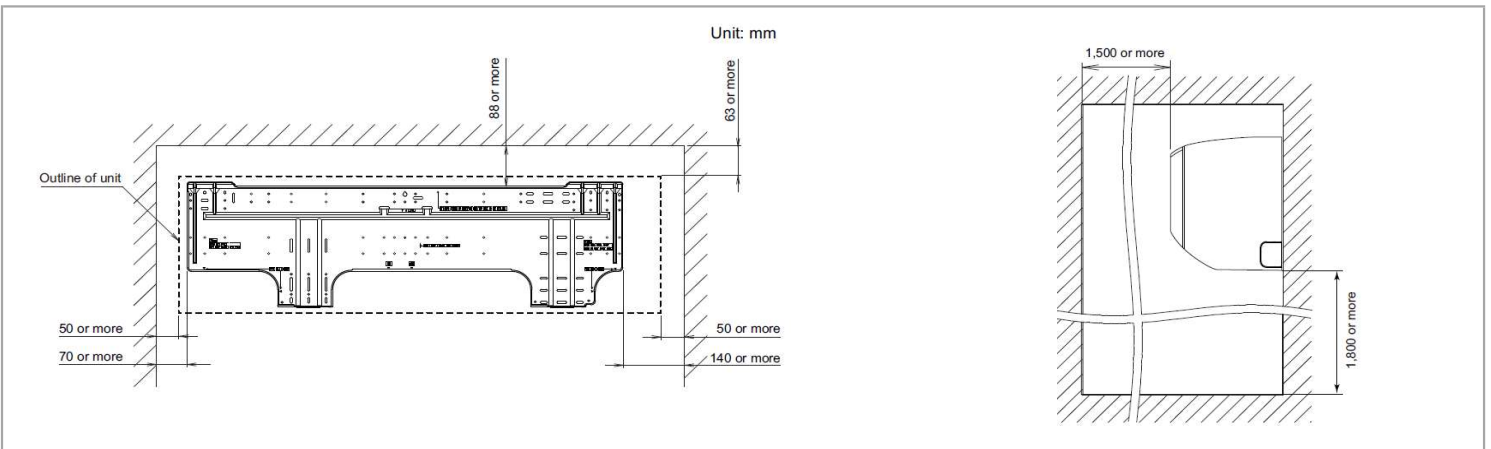 Unit: mm
88 or more
63 or more
Outline of unit
50 or more
70 or more
50 or more
140 or more
1,500 or more
1,800 or more